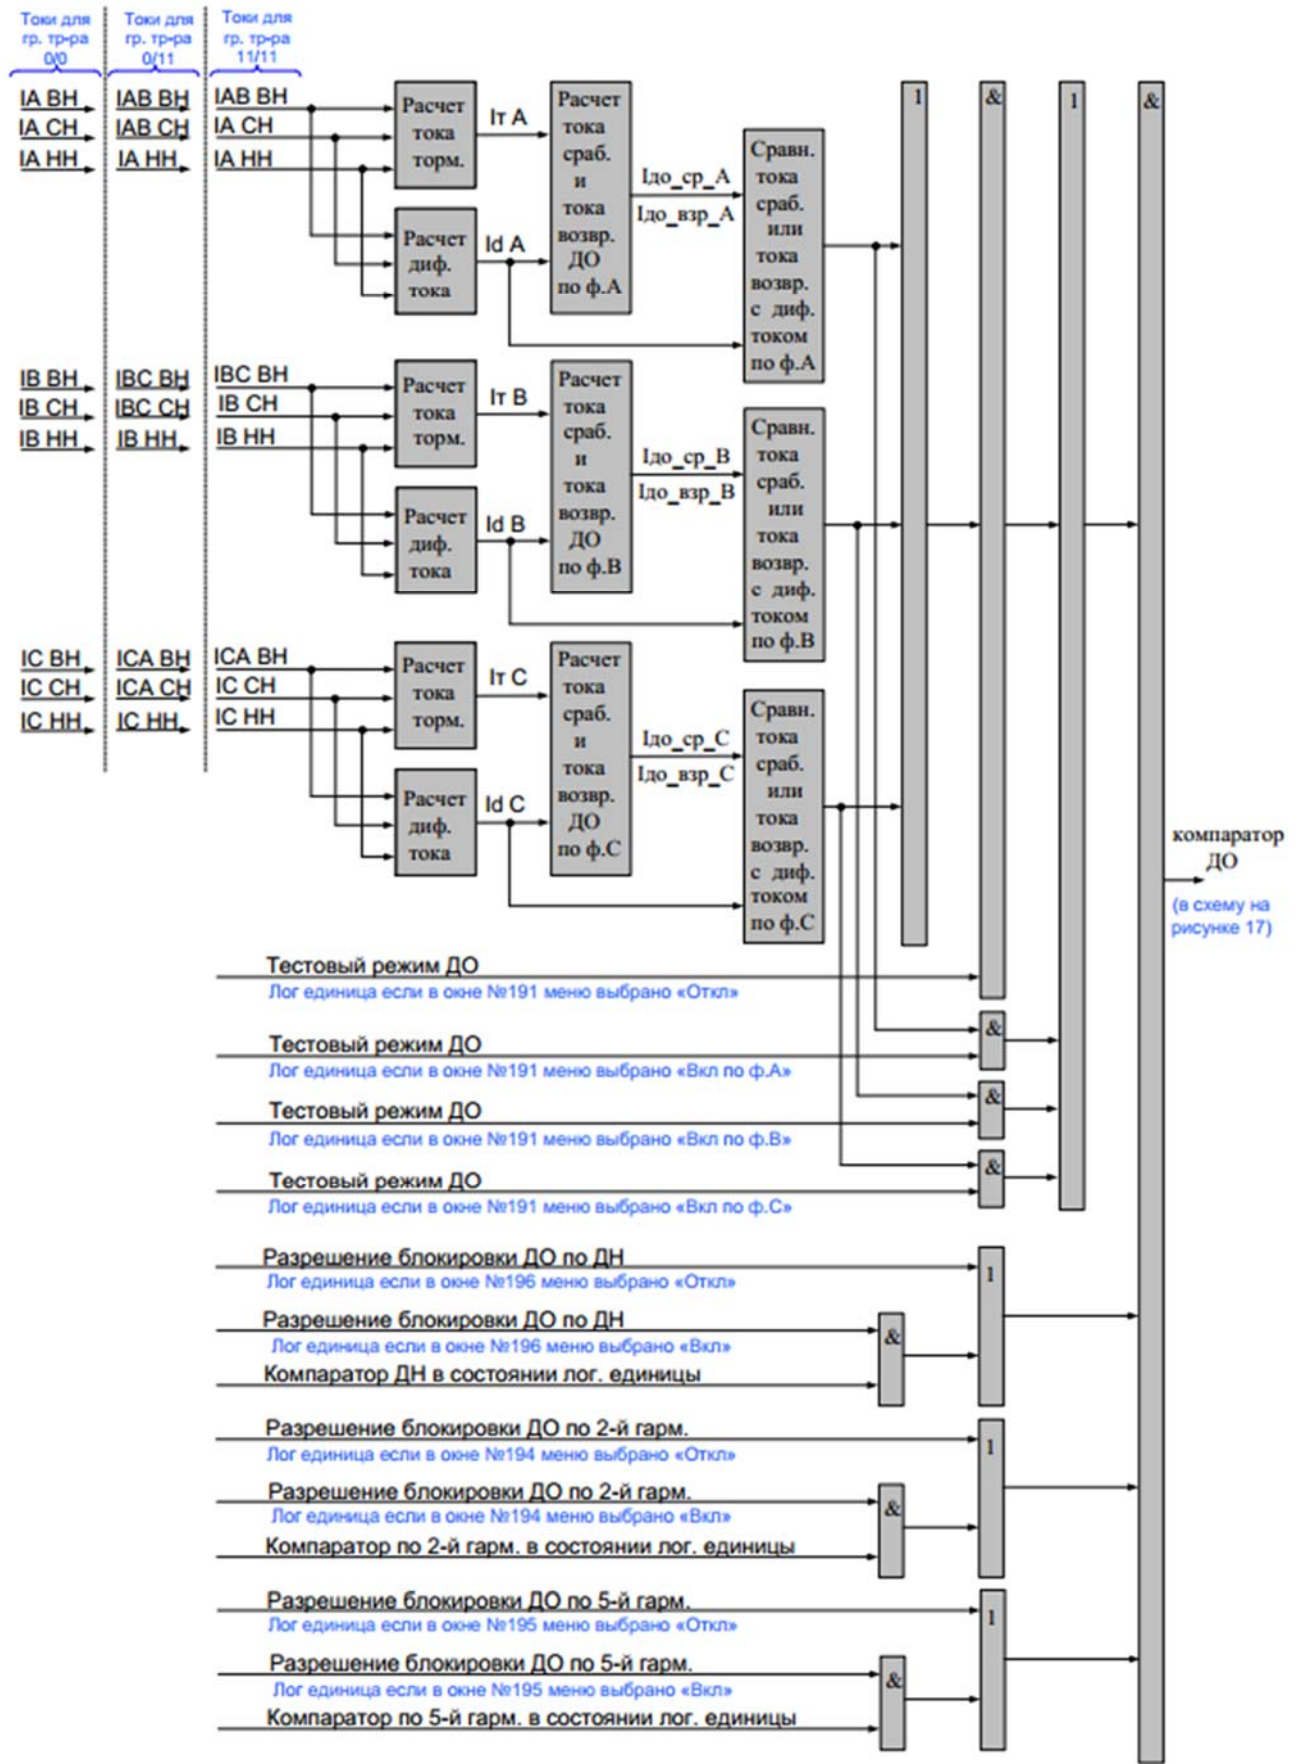 Токи для
гр. тр-ра
0/0
Токи для
гр. тр-ра
0/11
Токи для
гр. тр-ра
11/11
IA ВН
IA СН
IA НН
IAB ВН
IAB СН
IA НН
IAB ВН
IA СН
IA НН
Расчет
тока
торм.
Iт А
Расчет
диф.
тока
Id A
Расчет
тока
сраб.
и
тока
возвр.
ДО
по ф.А
Iдо_ср_А
Iдо_взр_А
Сравн.
тока
сраб.
или
тока
возвр.
с диф.
током
по ф.А
1
&
1
&
IB ВН
IB СН
IB НН
IBC ВН
IBC СН
IB НН
IBC ВН
IB СН
IB НН
Расчет
тока
торм.
Iт В
Расчет
диф.
тока
Id B
Расчет
тока
сраб.
и
тока
возвр.
ДО
по ф.В
Iдо_ср_В
Iдо_взр_В
Сравн.
тока
сраб.
или
тока
возвр.
с диф.
током
по ф.В
IC ВН
IC СН
IC НН
ICA ВН
ICA СН
IC НН
ICA ВН
IC СН
IC НН
Расчет
тока
торм.
Iт С
Расчет
диф.
тока
Id C
Расчет
тока
сраб.
и
тока
возвр.
ДО
по ф.С
Iдо_ср_С
Iдо_взр_С
Сравн.
тока
сраб.
или
тока
возвр.
с диф.
током
по ф.С
компаратор
ДО
(в схему на
рисунке 17)
Тестовый режим ДО
Лог единица если в окне №191 меню выбрано «Откл»
Тестовый режим ДО
Лог единица если в окне №191 меню выбрано «Вкл по ф.А»
&
Тестовый режим ДО
Лог единица если в окне №191 меню выбрано «Вкл по ф.В»
&
Тестовый режим ДО
Лог единица если в окне №191 меню выбрано «Вкл по ф.С»
&
Разрешение блокировки ДО по ДН
Лог единица если в окне №196 меню выбрано «Откл»
1
Разрешение блокировки ДО по ДН
Лог единица если в окне №196 меню выбрано «Вкл»
&
Компаратор ДН в состоянии лог. единицы
Разрешение блокировки ДО по 2-й гарм.
Лог единица если в окне №194 меню выбрано «Откл»
1
Разрешение блокировки ДО по 2-й гарм.
Лог единица если в окне №194 меню выбрано «Вкл»
&
Компаратор по 2-й гарм. в состоянии лог. единицы
Разрешение блокировки ДО по 5-й гарм.
Лог единица если в окне №195 меню выбрано «Откл»
1
Разрешение блокировки ДО по 5-й гарм.
Лог единица если в окне №195 меню выбрано «Вкл»
&
Компаратор по 5-й гарм. в состоянии лог. единицы